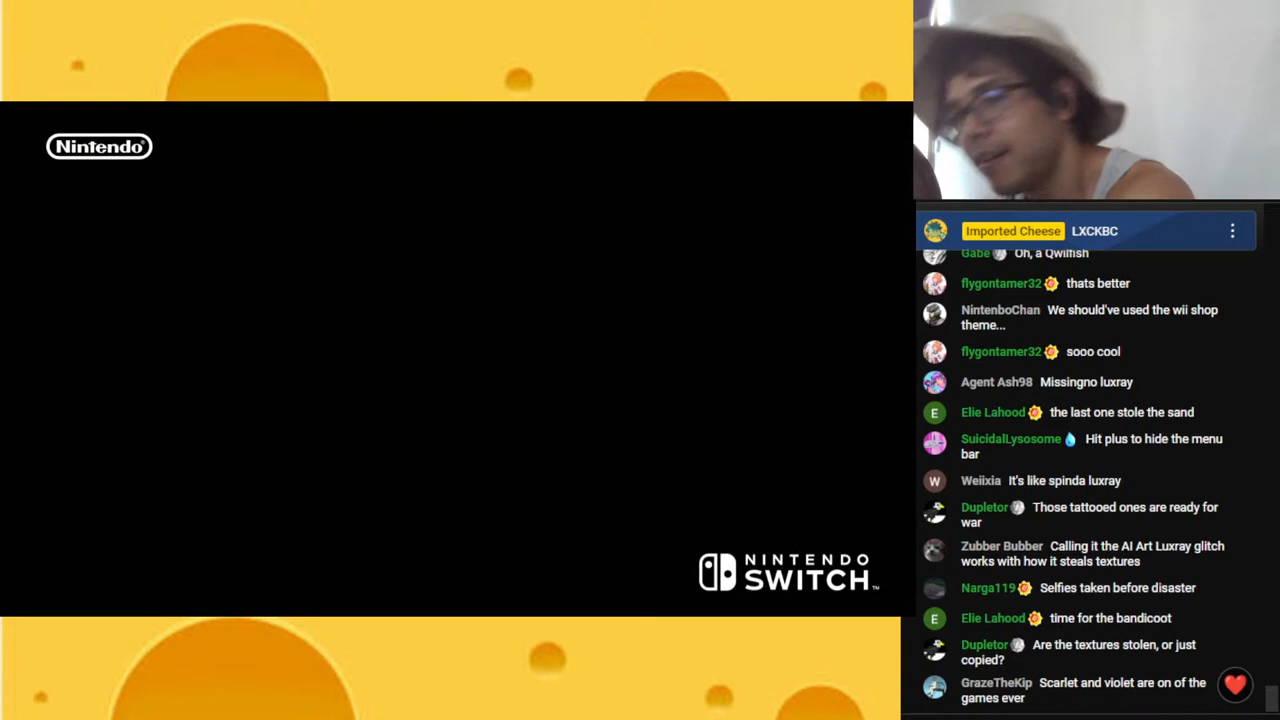 Nintendo
NINTENDO
SWITCH™
Imported Cheese LXCKBC
Gabe Oh, a Qwilfish
flygontamer32 thats better
NintenboChan We should've used the wii shop
theme...
flygontamer32 sooo cool
Agent Ash98 Missingno luxray
E Elie Lahood the last one stole the sand
SuicidalLysosome Hit plus to hide the menu
bar
W Weiixia It's like spinda luxray
Dupletor Those tattooed ones are ready for
war
Zubber Bubber Calling it the AI Art Luxray glitch
works with how it steals textures
Narga119 Selfies taken before disaster
E Elie Lahood time for the bandicoot
Dupletor Are the textures stolen, or just
copied?
GrazeTheKip Scarlet and violet are on of the
games ever